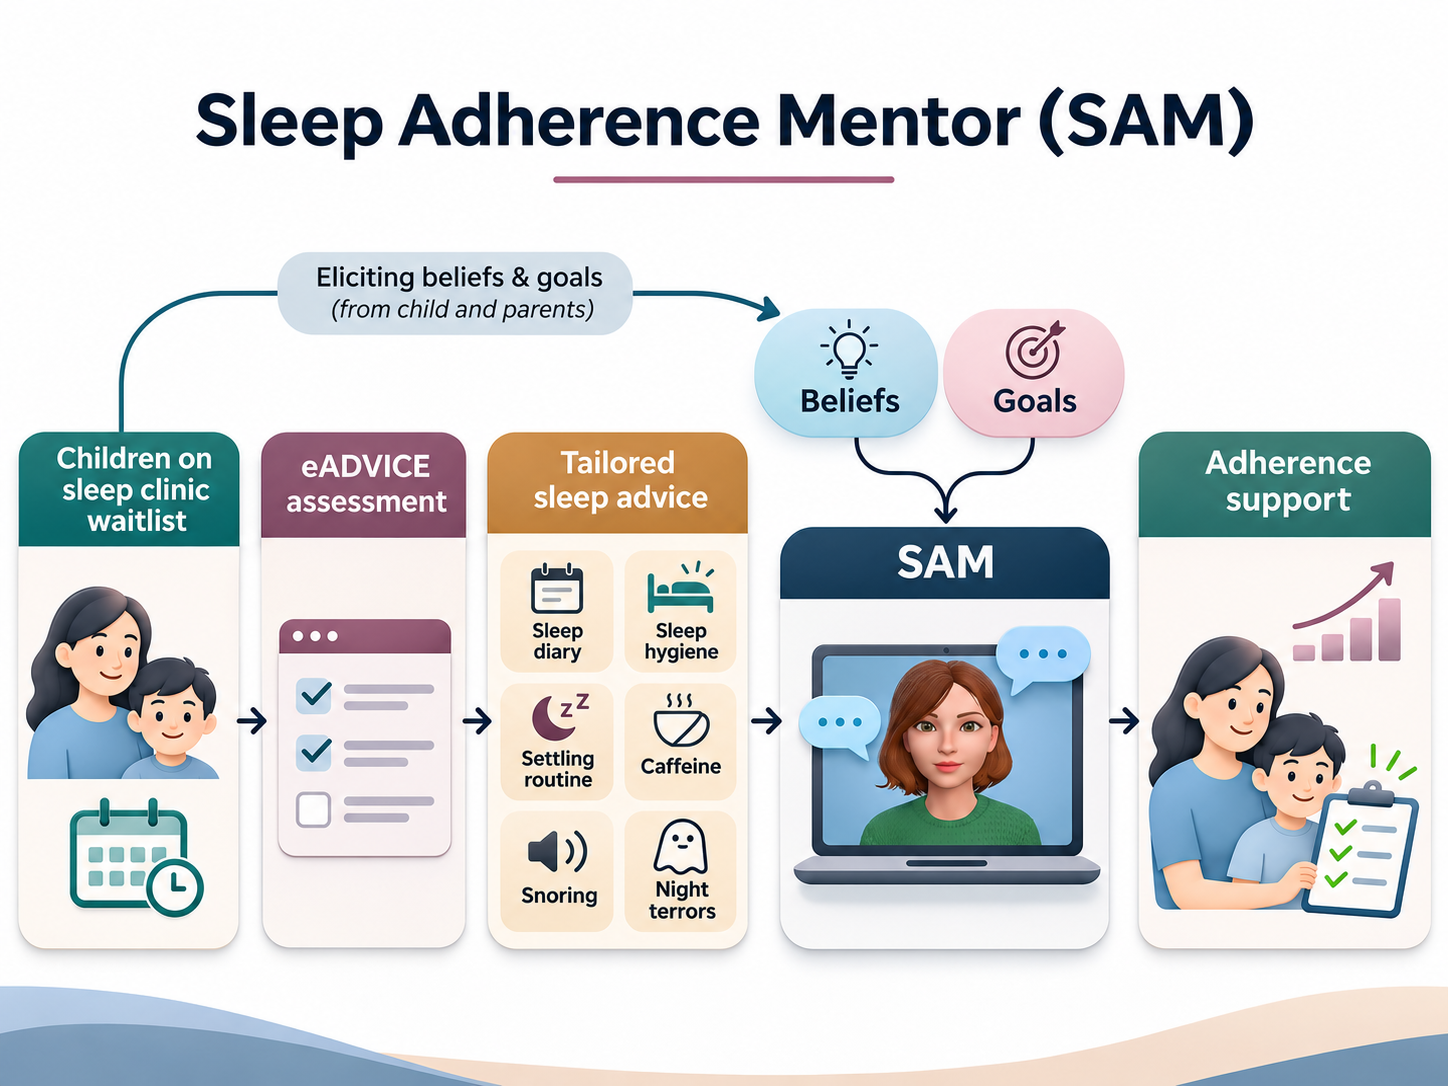 Sleep Adherence Mentor (SAM)
Eliciting beliefs & goals
(from child and parents)
Beliefs
Goals
Children on
sleep clinic
waitlist
eADVICE
assessment
Tailored
sleep advice
Sleep
diary
Sleep
hygiene
Settling
routine
Caffeine
Snoring
Night
terrors
SAM
Adherence
support